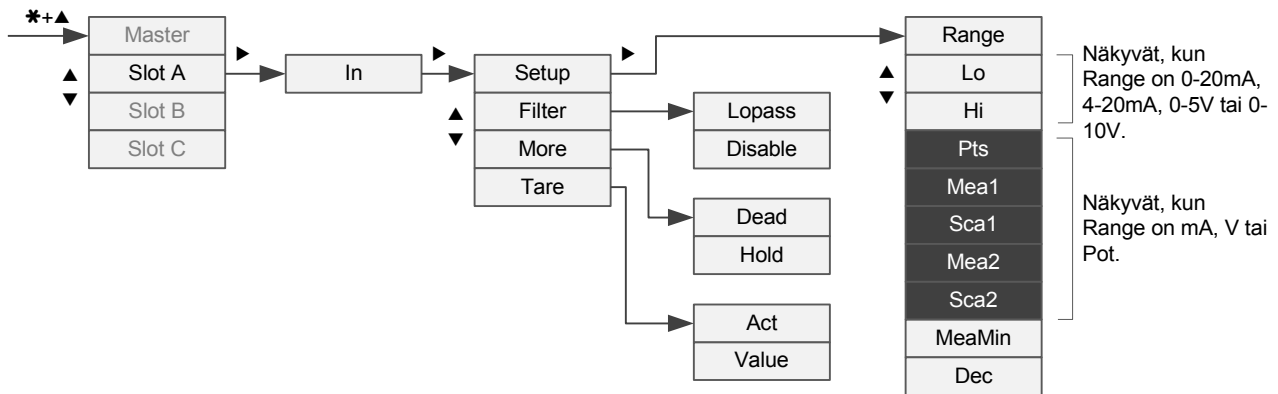 ✱+▲
Master
Slot A
Slot B
Slot C
In
Setup
Filter
More
Tare
Lopass
Disable
Dead
Hold
Act
Value
Range
Lo
Hi
Pts
Mea1
Sca1
Mea2
Sca2
MeaMin
Dec
Näkyvät, kun
Range on 0-20mA,
4-20mA, 0-5V tai 0-
10V.
Näkyvät, kun
Range on mA, V tai
Pot.